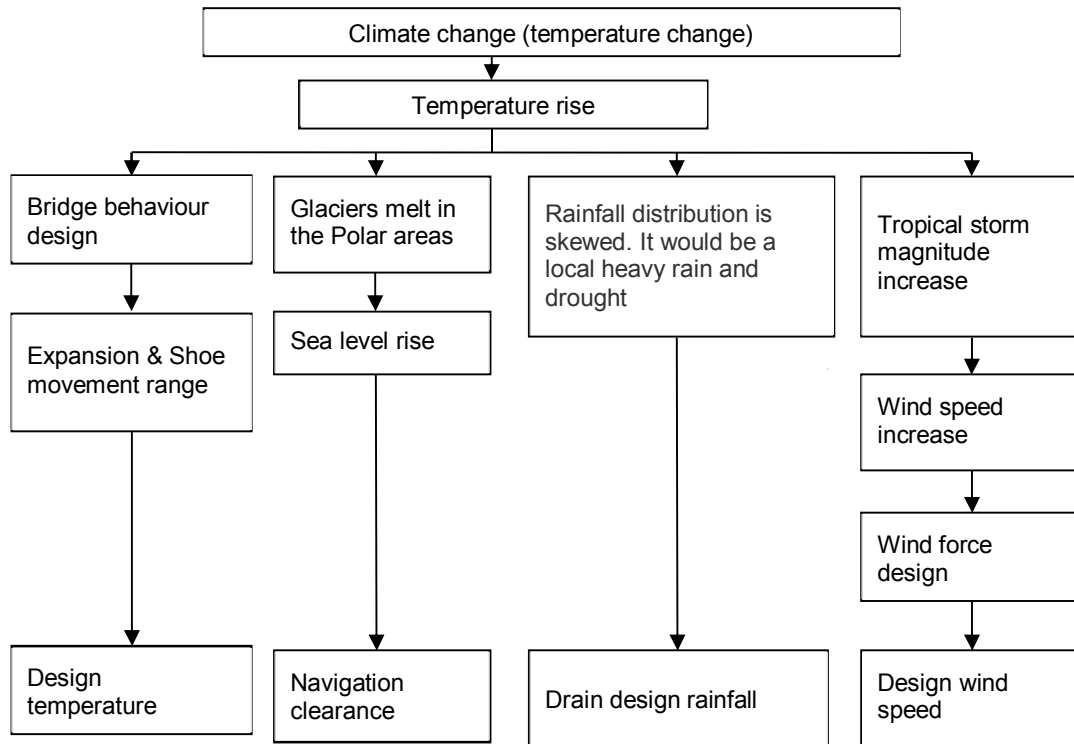 Climate change (temperature change)
Temperature rise
Bridge behaviour
design
Glaciers melt in
the Polar areas
Rainfall distribution is
skewed. It would be a
local heavy rain and
drought
Tropical storm
magnitude
increase
Expansion & Shoe
movement range
Sea level rise
Wind speed
increase
Wind force
design
Design
temperature
Navigation
clearance
Drain design rainfall
Design wind
speed